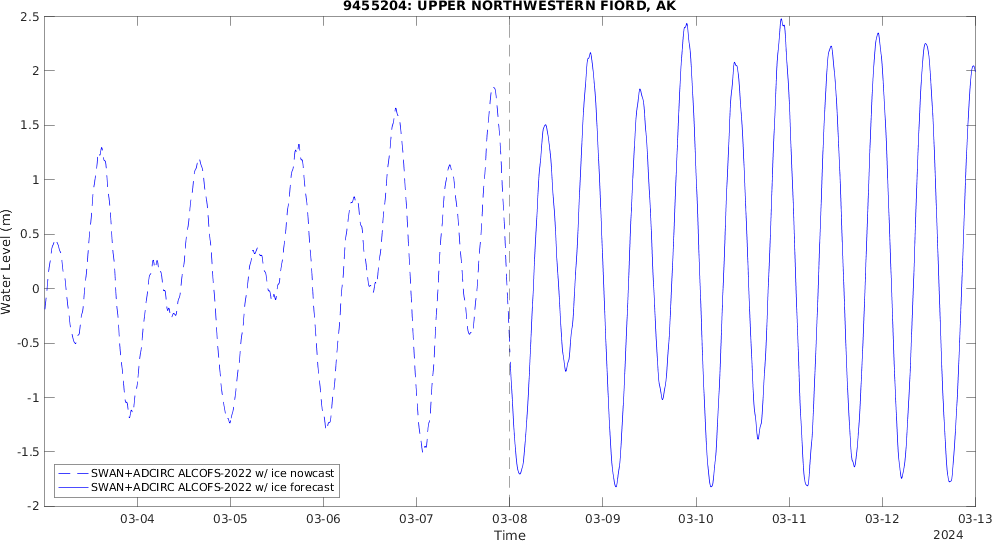 9455204: UPPER NORTHWESTERN FIORD, AK
Water Level (m)
2.5
2
1.5
1
0.5
0
-0.5
-1
-1.5
-2
SWAN+ADCIRC ALCOFS-2022 w/ ice nowcast
SWAN+ADCIRC ALCOFS-2022 w/ ice forecast
03-04 03-05 03-06 03-07 03-08 03-09 03-10 03-11 03-12 03-13
Time
2024